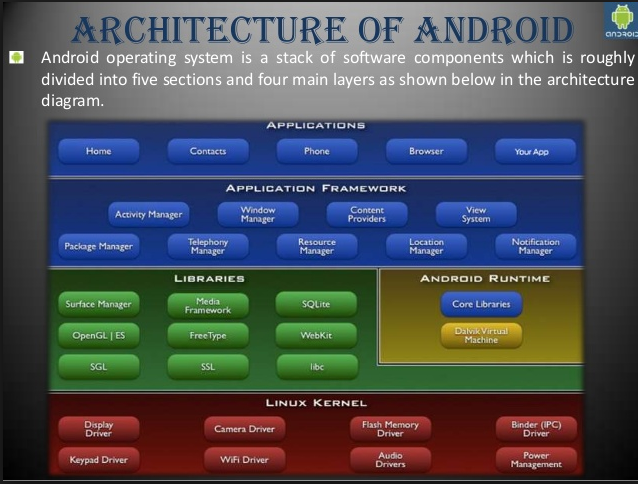 ARCHITECTURE OF ANDROID
ANDROID
Android operating system is a stack of software components which is roughly
divided into five sections and four main layers as shown below in the architecture
diagram.
APPLICATIONS
Home Contacts Phone Browser Your App
APPLICATION FRAMEWORK
Activity Manager Window Manager Content Providers View System
Package Manager Telephony Manager Resource Manager Location Manager Notification Manager
LIBRARIES
Surface Manager Media Framework SQLite
OpenGL | ES FreeType WebKit
SGL SSL libc
ANDROID RUNTIME
Core Libraries
Dalvik Virtual Machine
LINUX KERNEL
Display Driver Camera Driver Flash Memory Driver Binder (IPC) Driver
Keypad Driver WiFi Driver Audio Drivers Power Management